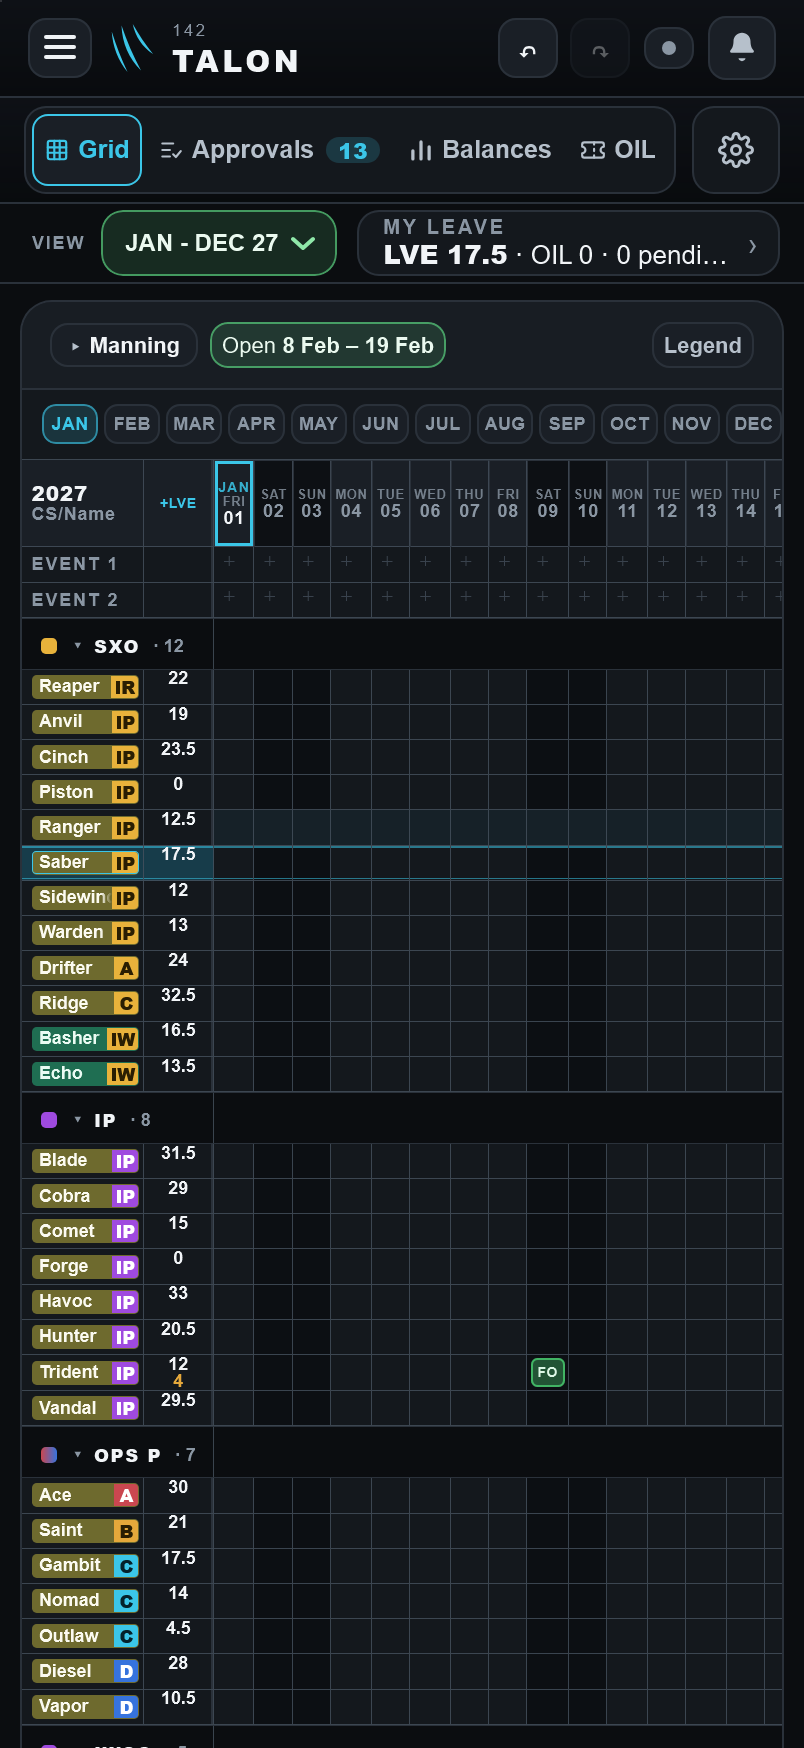 142
TALON
Grid
Approvals 13
Balances
OIL
VIEW
JAN - DEC 27
MY LEAVE
LVE 17.5 · OIL 0 · 0 pendi…
Manning
Open 8 Feb – 19 Feb
Legend
JAN FEB MAR APR MAY JUN JUL AUG SEP OCT NOV DEC
2027
CS/Name
+LVE
JAN FRI 01
SAT 02
SUN 03
MON 04
TUE 05
WED 06
THU 07
FRI 08
SAT 09
SUN 10
MON 11
TUE 12
WED 13
THU 14
EVENT 1 + + + + + + + + + + + + + + +
EVENT 2 + + + + + + + + + + + + + + +
SXO · 12
Reaper IR 22
Anvil IP 19
Cinch IP 23.5
Piston IP 0
Ranger IP 12.5
Saber IP 17.5
Sidewin IP 12
Warden IP 13
Drifter A 24
Ridge C 32.5
Basher IW 16.5
Echo IW 13.5
IP · 8
Blade IP 31.5
Cobra IP 29
Comet IP 15
Forge IP 0
Havoc IP 33
Hunter IP 20.5
Trident IP 12 4 FO
Vandal IP 29.5
OPS P · 7
Ace A 30
Saint B 21
Gambit C 17.5
Nomad C 14
Outlaw C 4.5
Diesel D 28
Vapor D 10.5